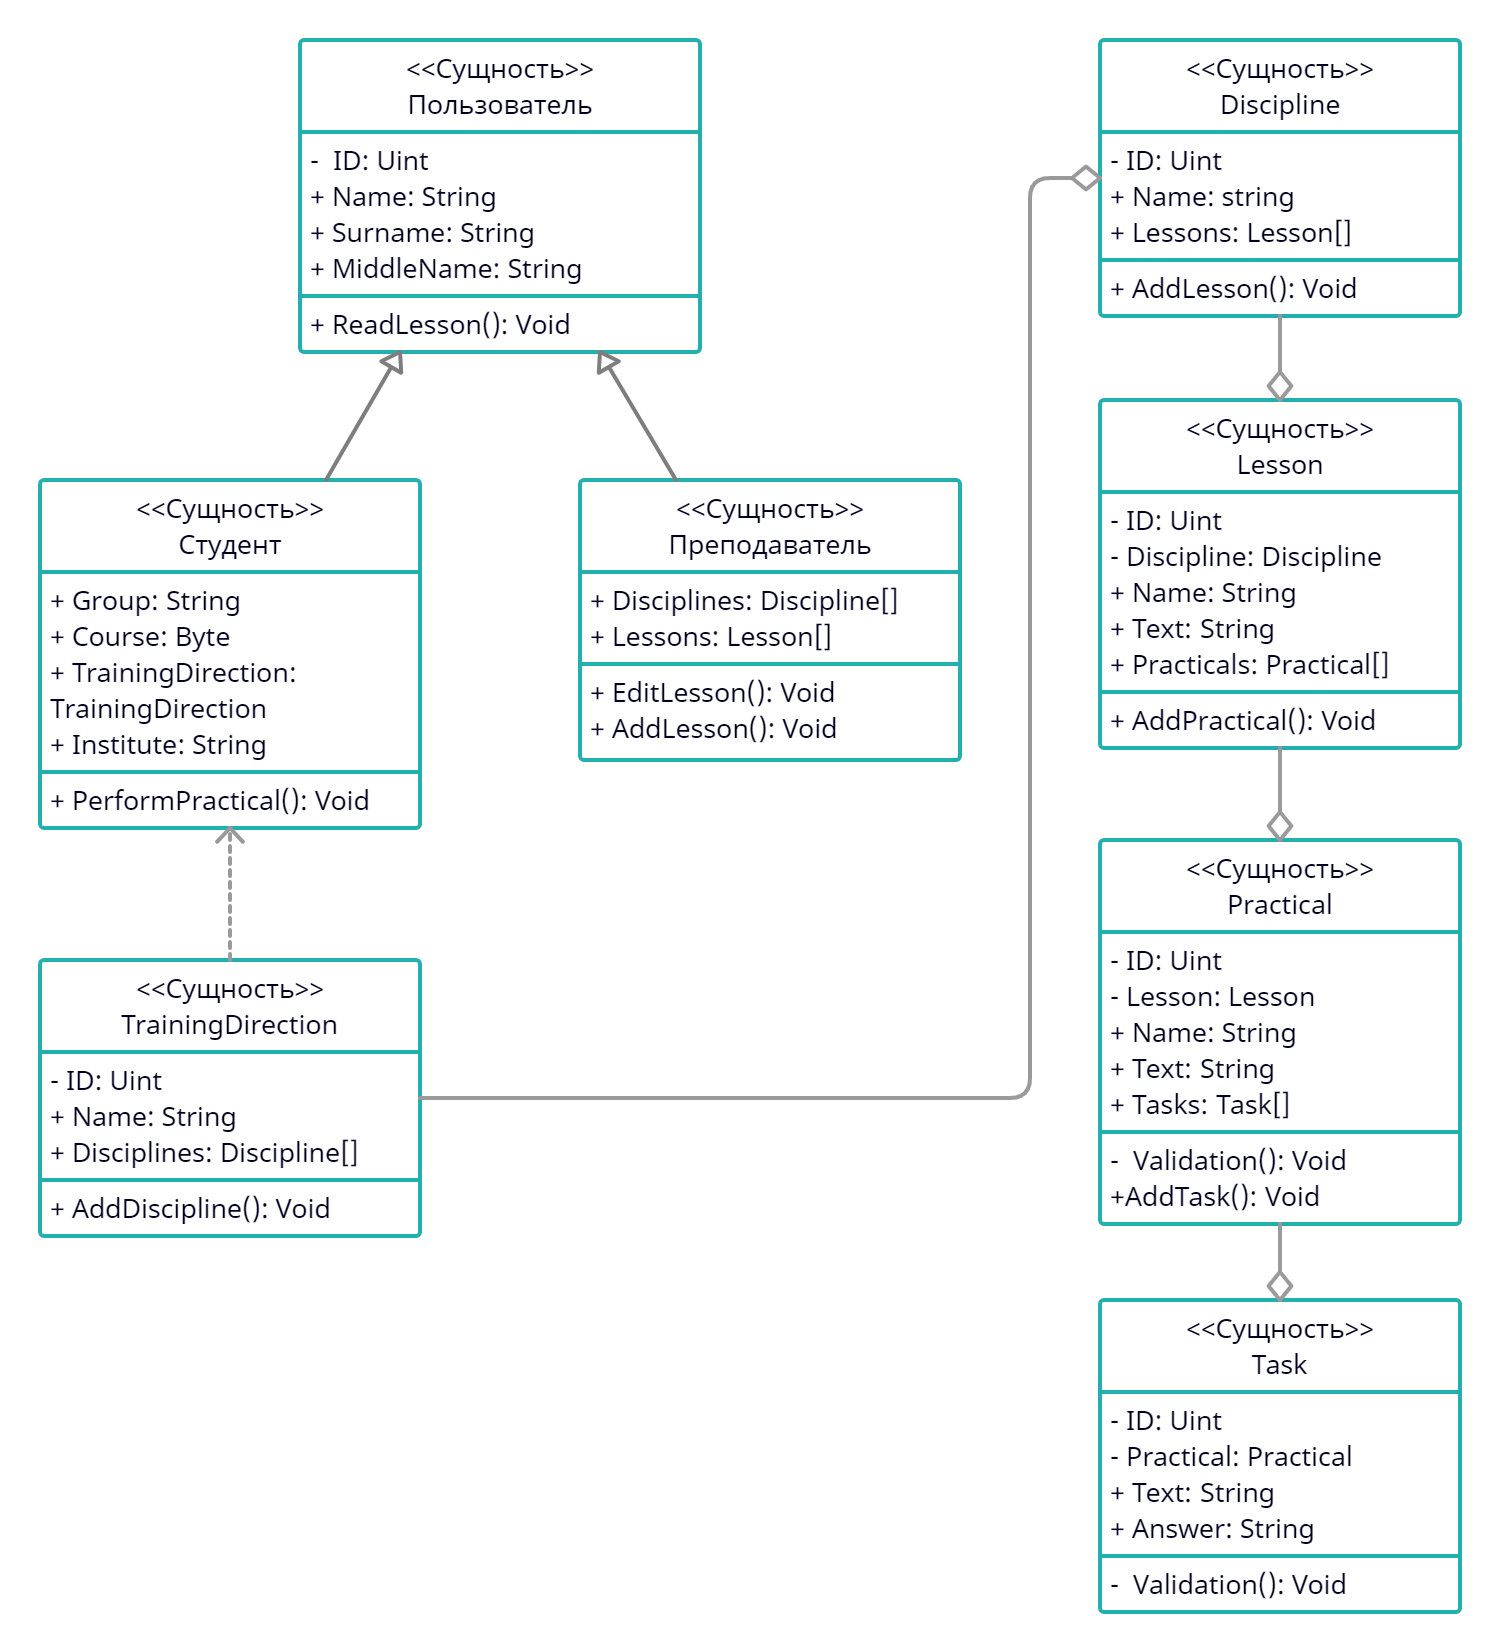 <<Сущность>>
Пользователь
-  ID: Uint
+ Name: String
+ Surname: String
+ MiddleName: String
+ ReadLesson(): Void
<<Сущность>>
Студент
+ Group: String
+ Course: Byte
+ TrainingDirection:
TrainingDirection
+ Institute: String
+ PerformPractical(): Void
<<Сущность>>
Преподаватель
+ Disciplines: Discipline[]
+ Lessons: Lesson[]
+ EditLesson(): Void
+ AddLesson(): Void
<<Сущность>>
TrainingDirection
- ID: Uint
+ Name: String
+ Disciplines: Discipline[]
+ AddDiscipline(): Void
<<Сущность>>
Discipline
- ID: Uint
+ Name: string
+ Lessons: Lesson[]
+ AddLesson(): Void
<<Сущность>>
Lesson
- ID: Uint
- Discipline: Discipline
+ Name: String
+ Text: String
+ Practicals: Practical[]
+ AddPractical(): Void
<<Сущность>>
Practical
- ID: Uint
- Lesson: Lesson
+ Name: String
+ Text: String
+ Tasks: Task[]
-  Validation(): Void
+AddTask(): Void
<<Сущность>>
Task
- ID: Uint
- Practical: Practical
+ Text: String
+ Answer: String
-  Validation(): Void